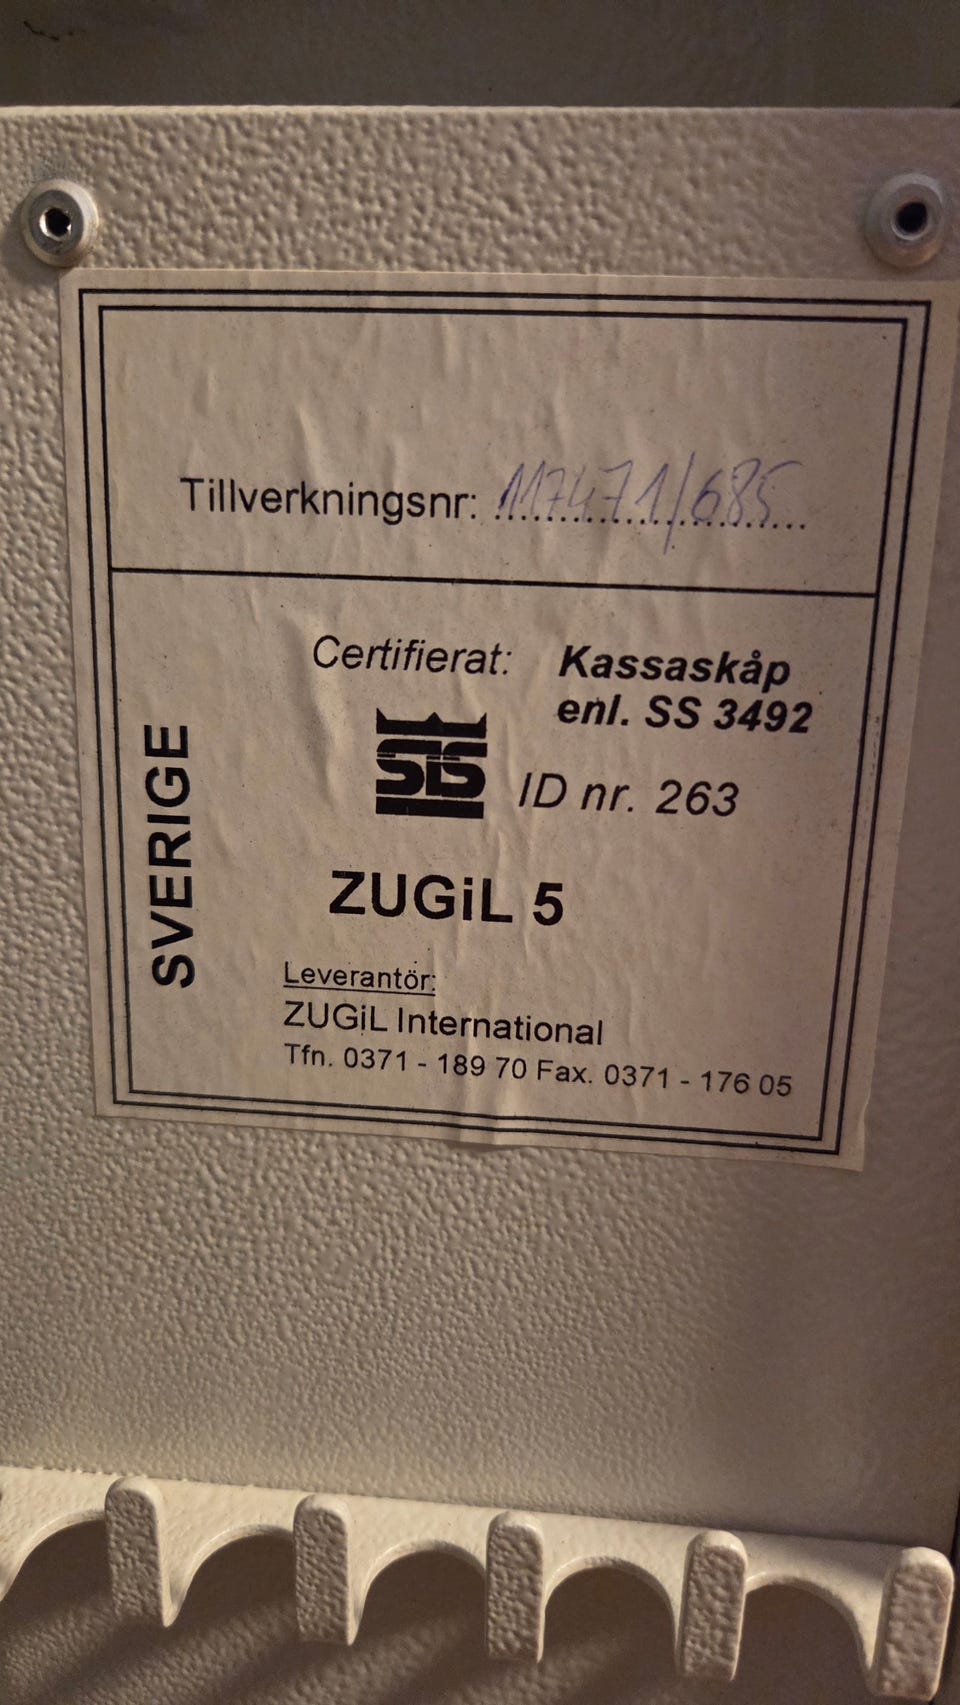 Tillverkningsnr: 117471/685
Certifierat: Kassaskåp
enl. SS 3492
SIS
ID nr. 263
SVERIGE
ZUGiL 5
Leverantör:
ZUGiL International
Tfn. 0371 - 189 70 Fax. 0371 - 176 05